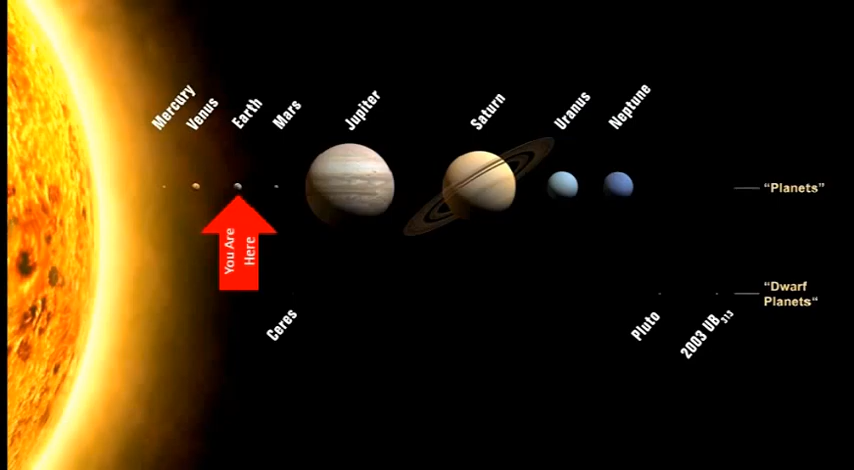 Mercury
Venus
Earth
Mars
Jupiter
Saturn
Uranus
Neptune
“Planets”
You Are
Here
Ceres
Pluto
2003 UB313
“Dwarf
Planets“